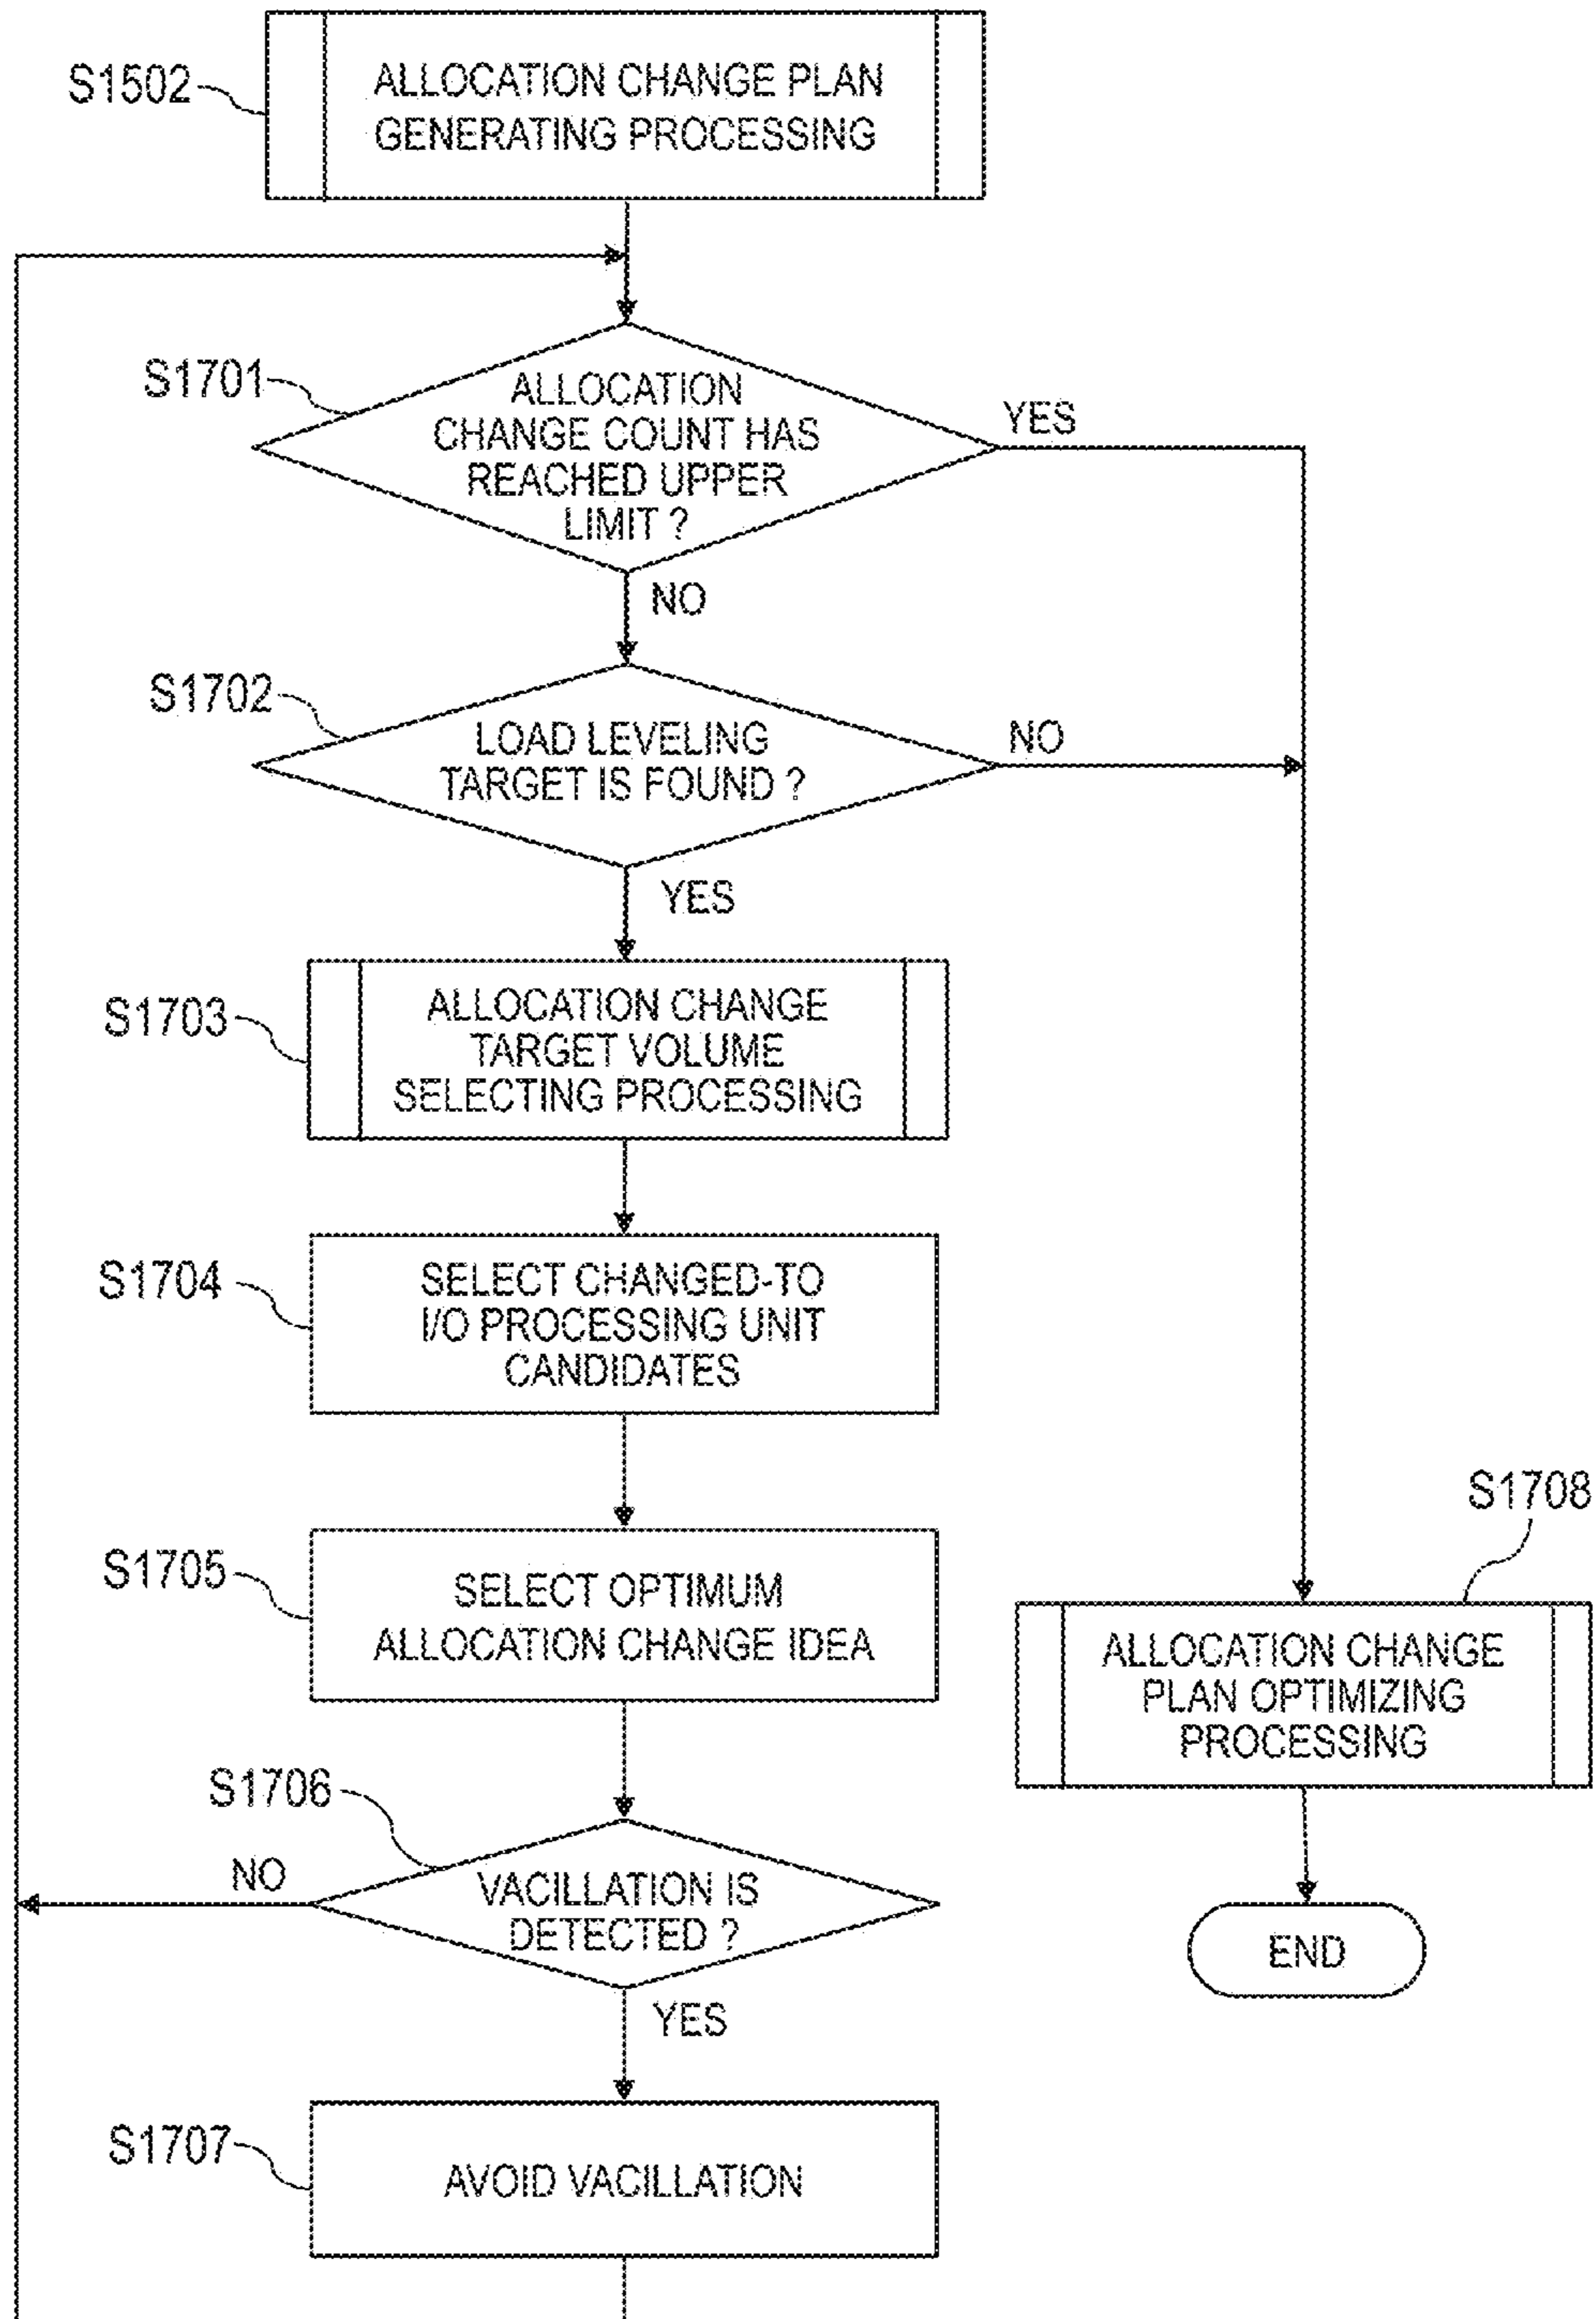 S1502
ALLOCATION CHANGE PLAN
GENERATING PROCESSING
S1701
ALLOCATION
CHANGE COUNT HAS
REACHED UPPER
LIMIT ?
YES
NO
S1702
LOAD LEVELING
TARGET IS FOUND ?
NO
YES
S1703
ALLOCATION CHANGE
TARGET VOLUME
SELECTING PROCESSING
S1704
SELECT CHANGED-TO
I/O PROCESSING UNIT
CANDIDATES
S1705
SELECT OPTIMUM
ALLOCATION CHANGE IDEA
S1708
ALLOCATION CHANGE
PLAN OPTIMIZING
PROCESSING
S1706
NO
VACILLATION IS
DETECTED ?
END
YES
S1707
AVOID VACILLATION